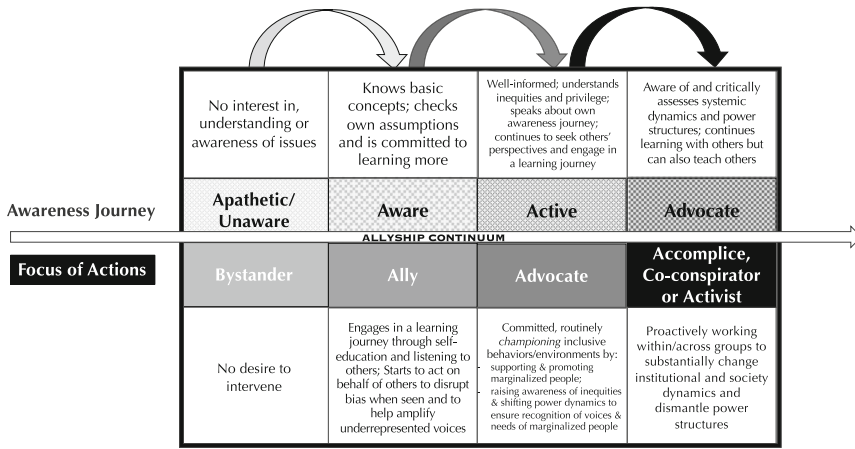 No interest in,
understanding or
awareness of issues
Knows basic
concepts; checks
own assumptions
and is committed to
learning more
Well-informed; understands
inequities and privilege;
speaks about own
awareness journey;
continues to seek others’
perspectives and engage in
a learning journey
Aware of and critically
assesses systemic
dynamics and power
structures; continues
learning with others but
can also teach others
Awareness Journey
Apathetic/
Unaware
Aware
Active
Advocate
ALLYSHIP CONTINUUM
Focus of Actions
Bystander
Ally
Advocate
Accomplice,
Co-conspirator
or Activist
No desire to
intervene
Engages in a learning
journey through self-
education and listening to
others; Starts to act on
behalf of others to disrupt
bias when seen and to
help amplify
underrepresented voices
Committed, routinely
championing inclusive
behaviors/environments by:
- supporting & promoting
marginalized people;
- raising awareness of inequities
& shifting power dynamics to
ensure recognition of voices &
needs of marginalized people
Proactively working
within/across groups to
substantially change
institutional and society
dynamics and
dismantle power
structures